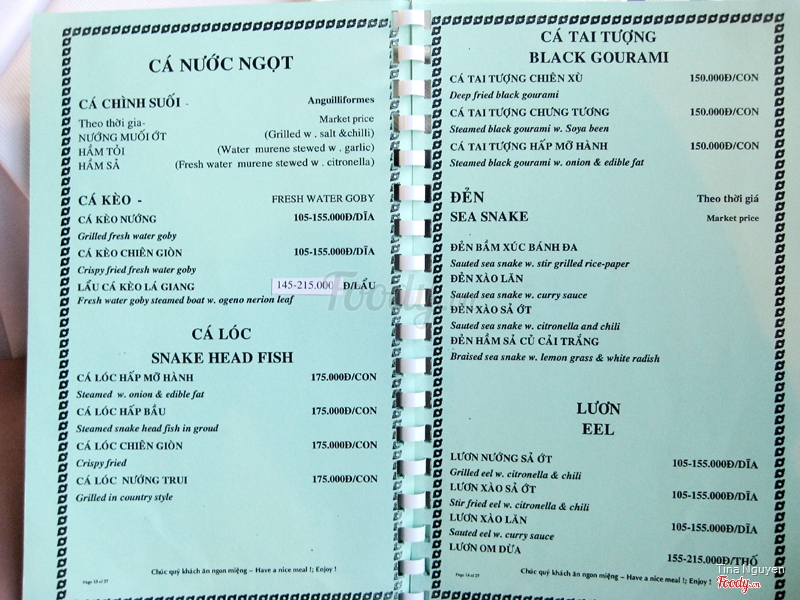 CÁ NƯỚC NGỌT
CÁ CHÌNH SUỐI - Anguilliformes
Theo thời gia- Market price
NƯỚNG MUỐI ỚT (Grilled w . salt &chilli)
HẦM TỎI (Water murene stewed w . garlic)
HẦM SẢ (Fresh water murene stewed w . citronella)
CÁ KÈO - FRESH WATER GOBY
CÁ KÈO NƯỚNG 105-155.000Đ/DĨA
Grilled fresh water goby
CÁ KÈO CHIÊN GIÒN 105-155.000Đ/DĨA
Crispy fried fresh water goby
LẨU CÁ KÈO LÁ GIANG 145-215.000 Đ/LẨU
Fresh water goby steamed boat w. ogeno nerion leaf
CÁ LÓC
SNAKE HEAD FISH
CÁ LÓC HẤP MỠ HÀNH 175.000Đ/CON
Steamed w. onion & edible fat
CÁ LÓC HẤP BẦU 175.000Đ/CON
Steamed snake head fish in groud
CÁ LÓC CHIÊN GIÒN 175.000Đ/CON
Crispy fried
CÁ LÓC NƯỚNG TRUI 175.000Đ/CON
Grilled in country style
Chúc quý khách ăn ngon miệng – Have a nice meal !; Enjoy !
Page 13 of 27
CÁ TAI TƯỢNG
BLACK GOURAMI
CÁ TAI TƯỢNG CHIÊN XÙ 150.000Đ/CON
Deep fried black gourami
CÁ TAI TƯỢNG CHƯNG TƯƠNG 150.000Đ/CON
Steamed black gourami w. Soya been
CÁ TAI TƯỢNG HẤP MỠ HÀNH 150.000Đ/CON
Steamed black gourami w. onion & edible fat
ĐẺN Theo thời giá
SEA SNAKE Market price
ĐẺN BẰM XÚC BÁNH ĐA
Sauted sea snake w. stir grilled rice-paper
ĐẺN XÀO LĂN
Sauted sea snake w. curry sauce
ĐẺN XÀO SẢ ỚT
Sauted sea snake w. citronella and chili
ĐẺN HẦM SẢ CỦ CẢI TRẮNG
Braised sea snake w. lemon grass & white radish
LƯƠN
EEL
LƯƠN NƯỚNG SẢ ỚT 105-155.000Đ/DĨA
Grilled eel w. citronella & chili
LƯƠN XÀO SẢ ỚT 105-155.000Đ/DĨA
Stir fried eel w. citronella & chili
LƯƠN XÀO LĂN 105-155.000Đ/DĨA
Sauteed eel w. curry sauce
LƯƠN OM DỪA 155-215.000Đ/THỐ
Chúc quý khách ăn ngon miệng – Have a nice meal !; Enjoy !
Page 14 of 27
Foody.vn
Tina Nguyen
Foody.vn